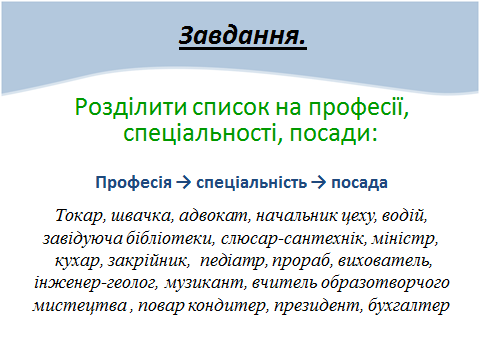 Завдання.
Розділити список на професії,
спеціальності, посади:
Професія → спеціальність → посада
Токар, швачка, адвокат, начальник цеху, водій,
завідуюча бібліотеки, слюсар-сантехнік, міністр,
кухар, закрійник, педіатр, прораб, вихователь,
інженер-геолог, музикант, вчитель образотворчого
мистецтва , повар кондитер, президент, бухгалтер